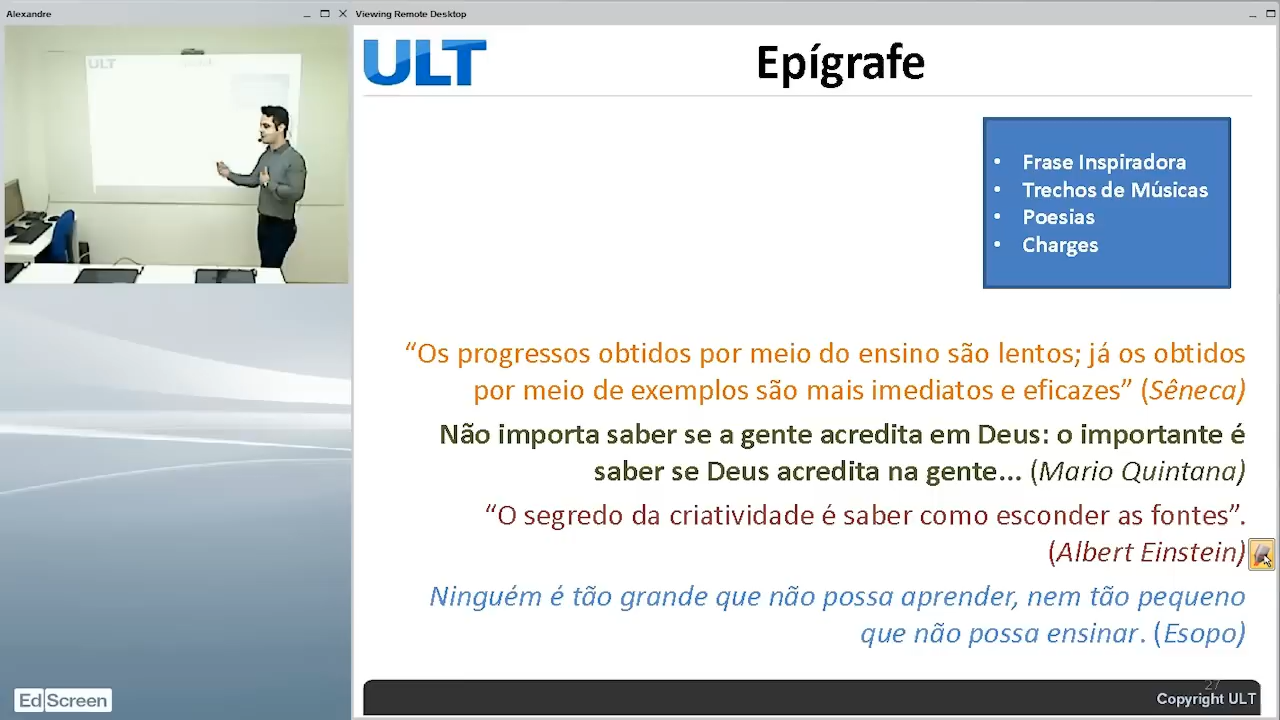 Alexandre
Viewing Remote Desktop
ULT
ULT
Epígrafe
• Frase Inspiradora
• Trechos de Músicas
• Poesias
• Charges
“Os progressos obtidos por meio do ensino são lentos; já os obtidos
por meio de exemplos são mais imediatos e eficazes” (Sêneca)
Não importa saber se a gente acredita em Deus: o importante é
saber se Deus acredita na gente... (Mario Quintana)
“O segredo da criatividade é saber como esconder as fontes”.
(Albert Einstein)
Ninguém é tão grande que não possa aprender, nem tão pequeno
que não possa ensinar. (Esopo)
27
Copyright ULT
Ed Screen